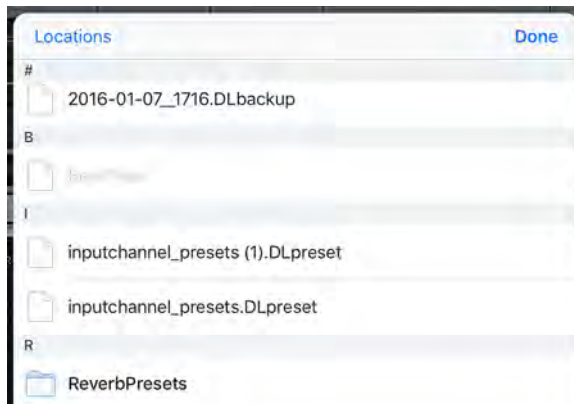 Locations
Done
#
2016-01-07_1716.DLbackup
B
I
inputchannel_presets (1).DLpreset
inputchannel_presets.DLpreset
R
ReverbPresets